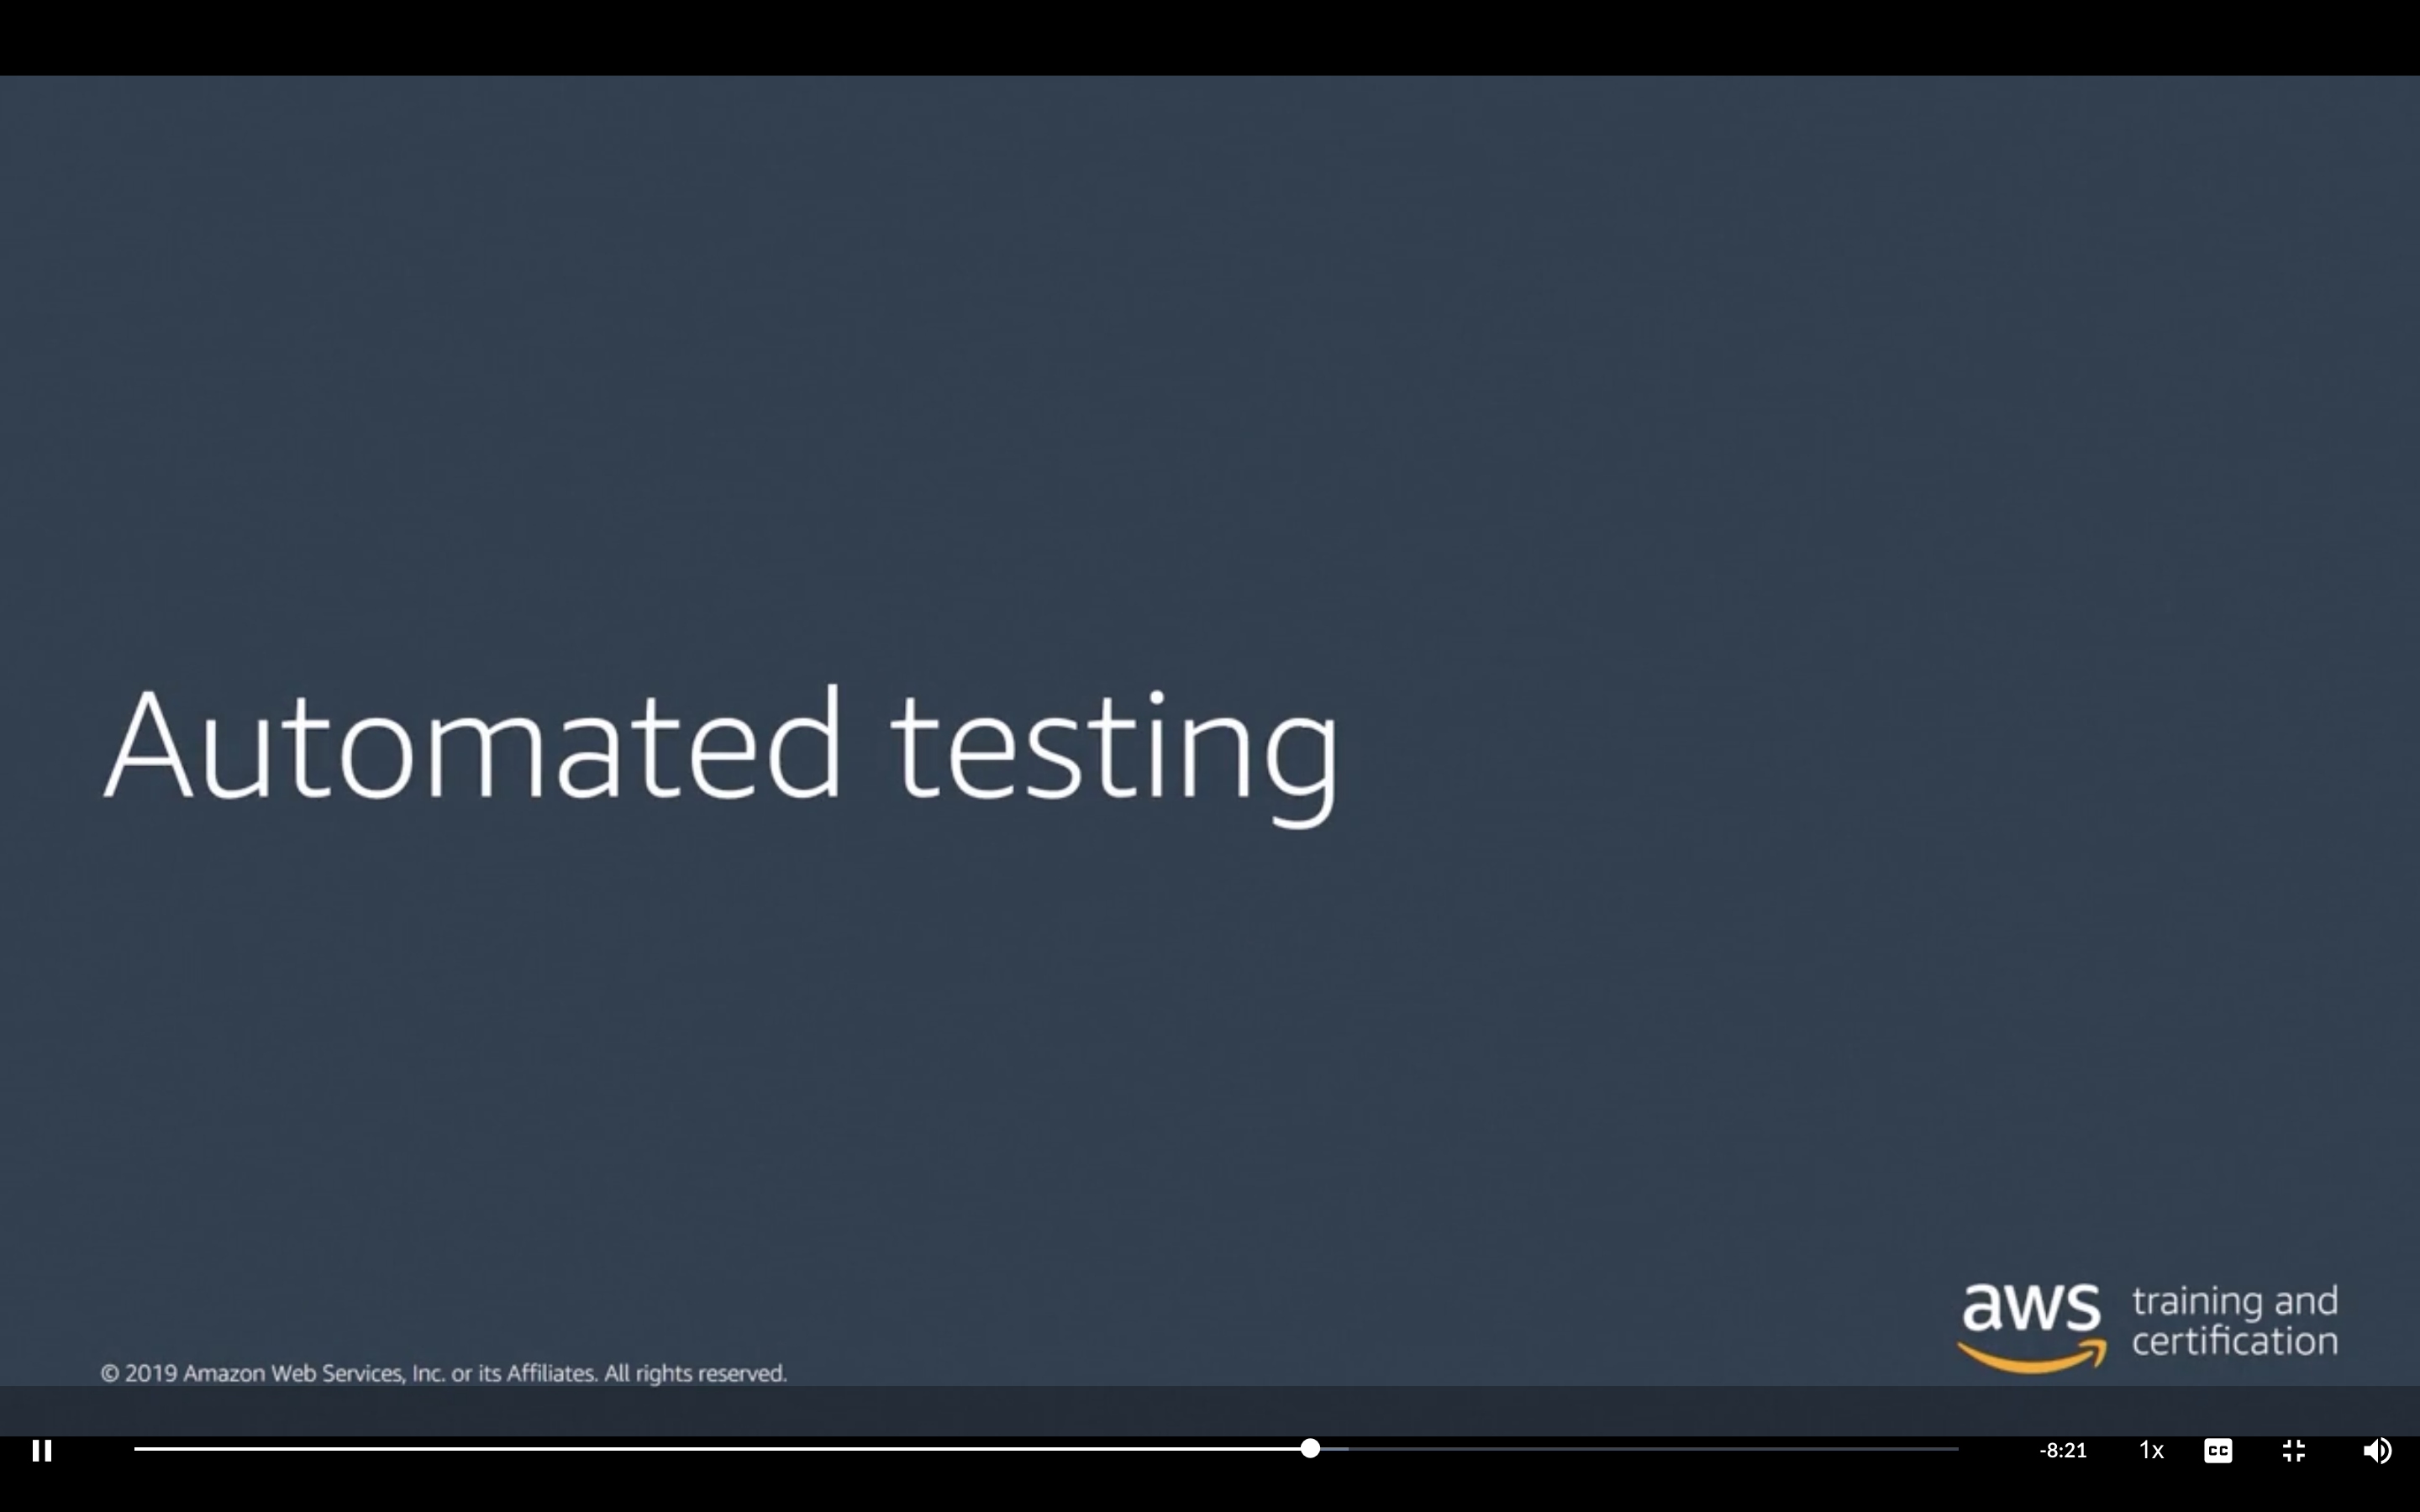 Automated testing
aws training and
certification
© 2019 Amazon Web Services, Inc. or its Affiliates. All rights reserved.
-8:21 1x CC